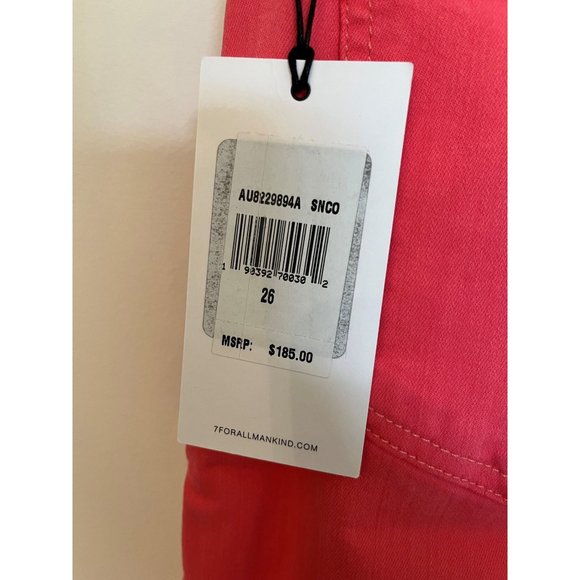 AU8229894A SNCO
1 90392 70030 2
26
MSRP: $185.00
7FORALLMANKIND.COM